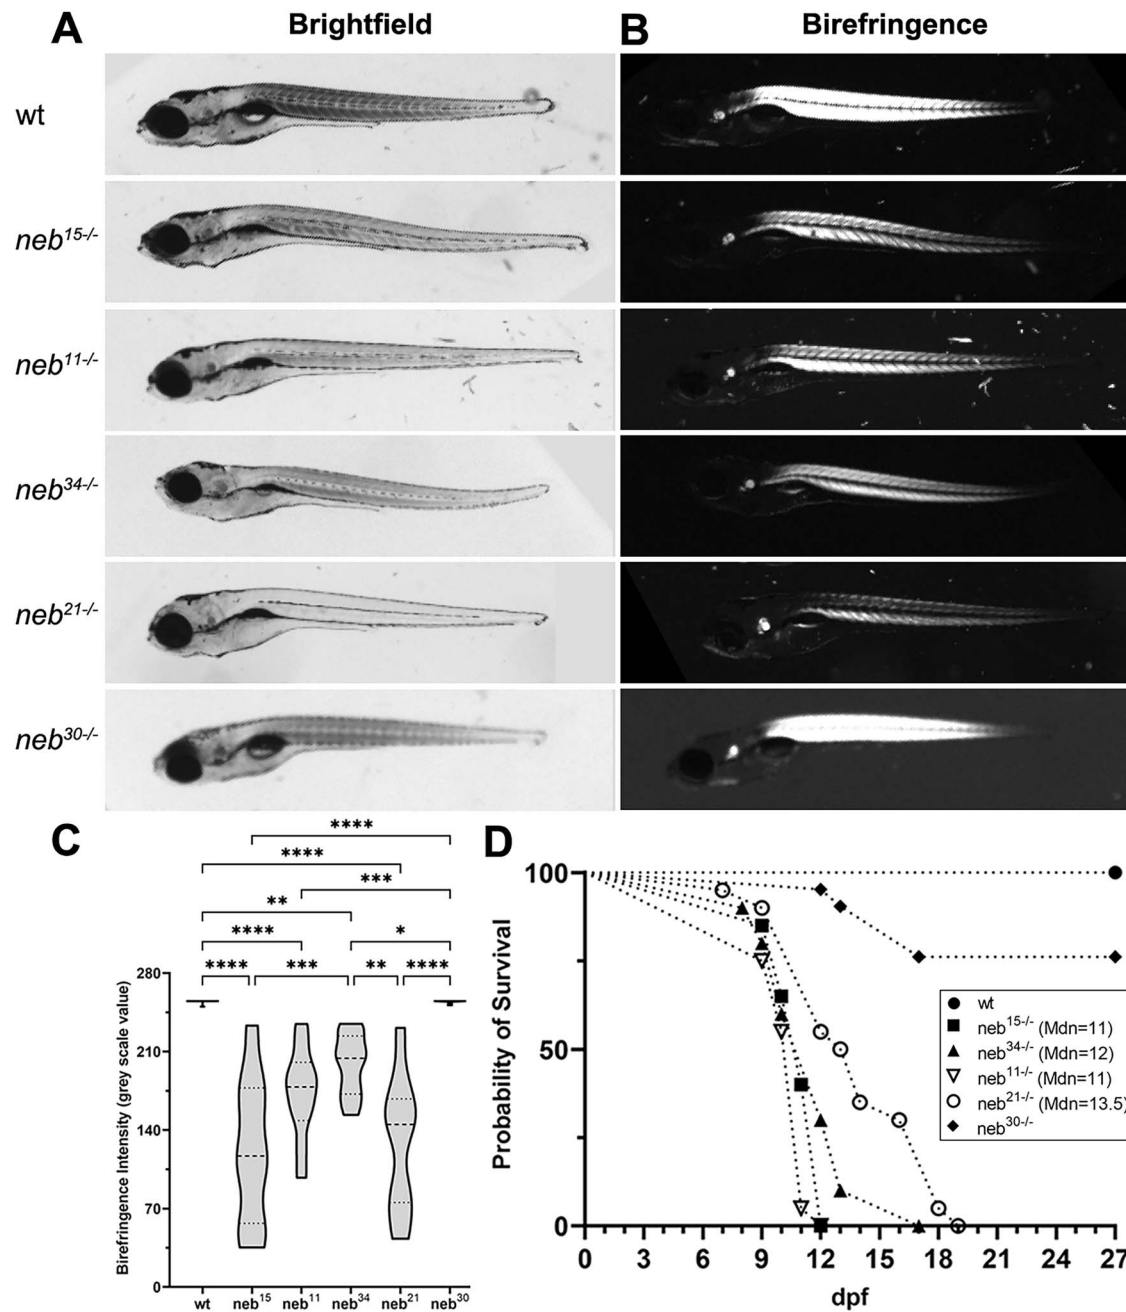 A Brightfield B Birefringence
wt
neb15-/-
neb11-/-
neb34-/-
neb21-/-
neb30-/-
C
****
****
***
**
**** *
**** *** ** ****
280
210
140
70
0
Birefringence Intensity (grey scale value)
wt neb15 neb11 neb34 neb21 neb30
D
100
50
0
Probability of Survival
wt
neb15-/- (Mdn=11)
neb34-/- (Mdn=12)
neb11-/- (Mdn=11)
neb21-/- (Mdn=13.5)
neb30-/-
0 3 6 9 12 15 18 21 24 27
dpf